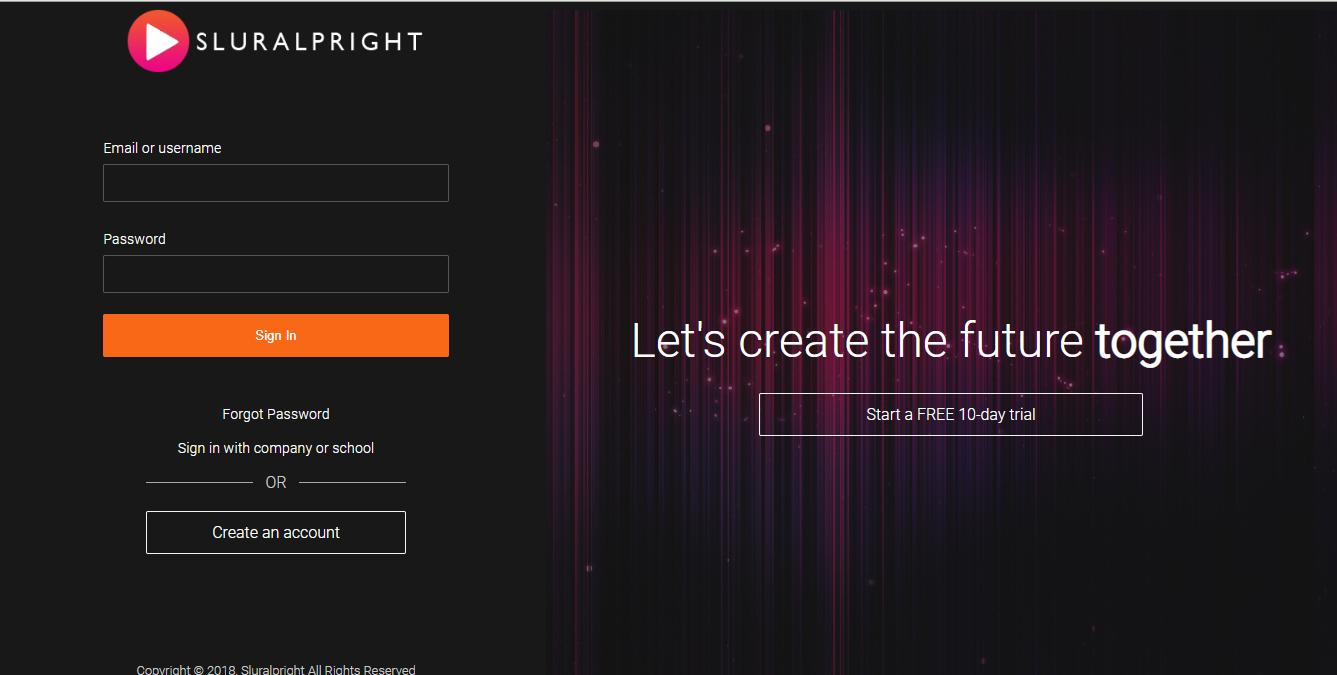 SLURALPRIGHT
Email or username
Password
Sign In
Forgot Password
Sign in with company or school
OR
Create an account
Copyright © 2018. Sluralpright All Rights Reserved
Let's create the future together
Start a FREE 10-day trial